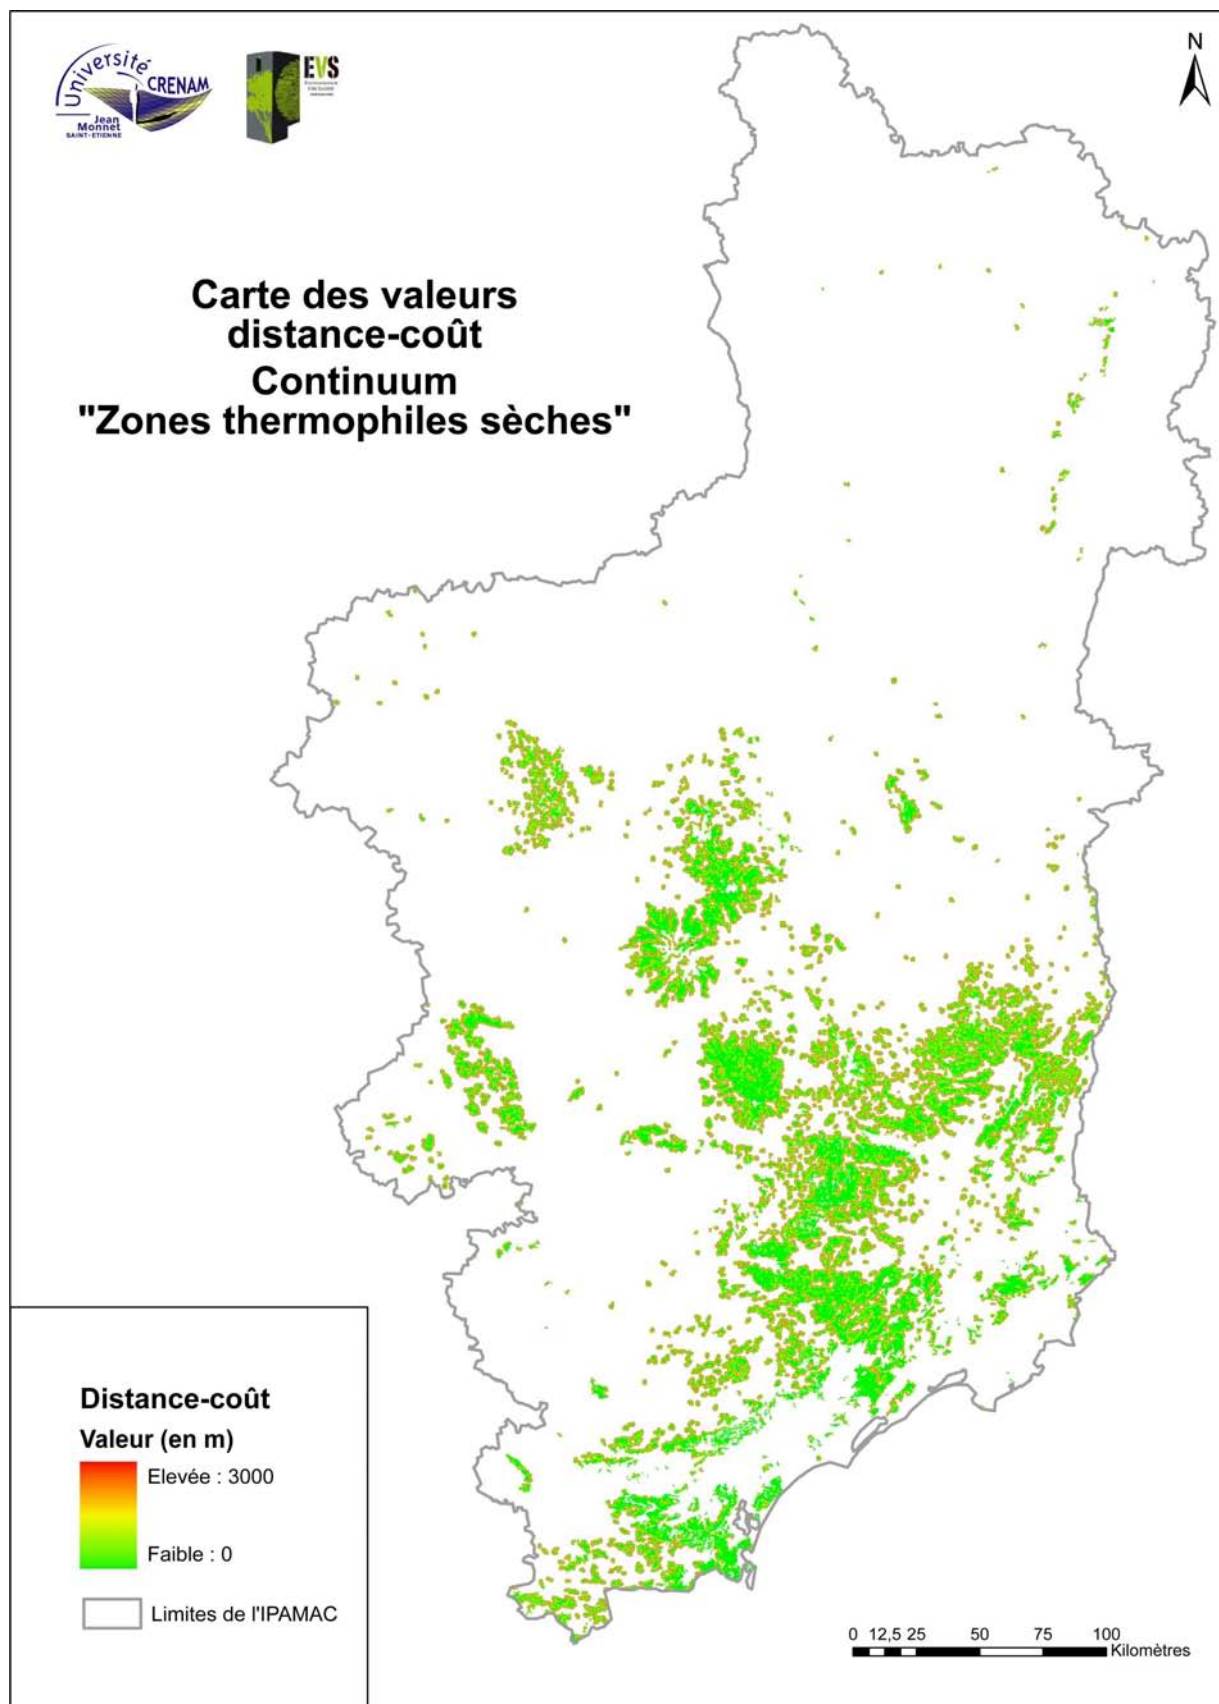 Université
CRENAM
Jean
Monnet
SAINT-ETIENNE
EVS
N
Carte des valeurs
distance-coût
Continuum
"Zones thermophiles sèches"
Distance-coût
Valeur (en m)
Elevée : 3000
Faible : 0
Limites de l'IPAMAC
0 12,5 25 50 75 100
Kilomètres